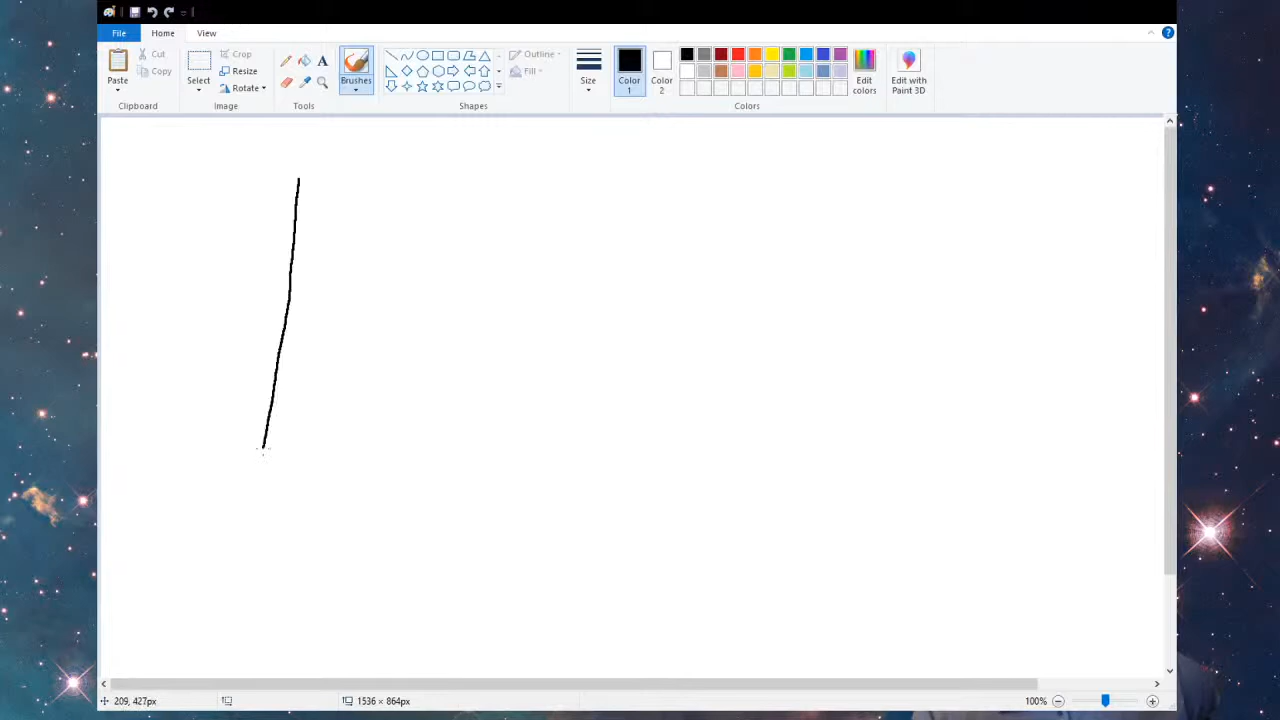 File Home View
Paste
Cut
Copy
Clipboard
Select
Crop
Resize
Rotate
Image
A
Tools
Brushes
Shapes
Outline
Fill
Size
Color 1
Color 2
Colors
Edit colors
Edit with Paint 3D
209, 427px 1536 × 864px 100%